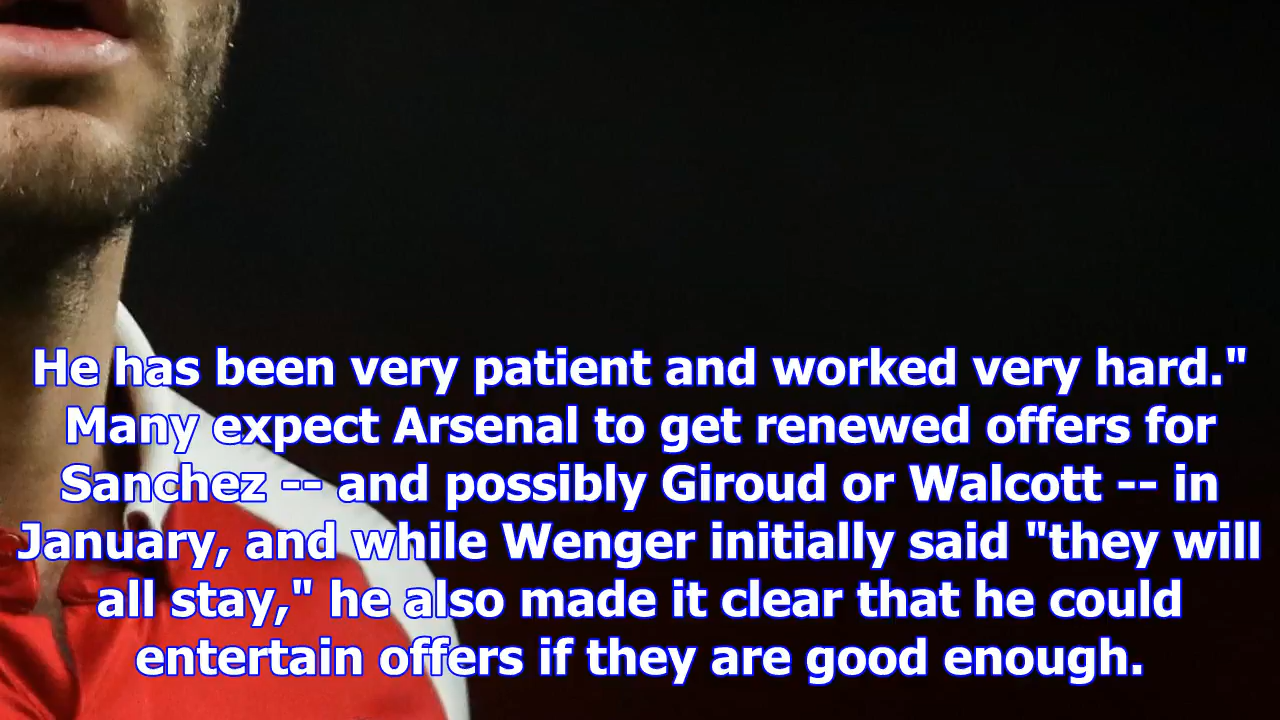 He has been very patient and worked very hard."
Many expect Arsenal to get renewed offers for
Sanchez -- and possibly Giroud or Walcott -- in
January, and while Wenger initially said "they will
all stay," he also made it clear that he could
entertain offers if they are good enough.